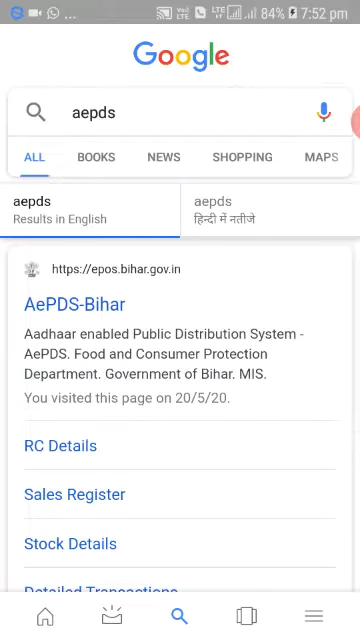 84% 7:52 pm
Google
aepds
ALL BOOKS NEWS SHOPPING MAPS
aepds
Results in English
aepds
हिन्दी में नतीजे
https://epos.bihar.gov.in
AePDS-Bihar
Aadhaar enabled Public Distribution System -
AePDS. Food and Consumer Protection
Department. Government of Bihar. MIS.
You visited this page on 20/5/20.
RC Details
Sales Register
Stock Details
Detailed Transactions